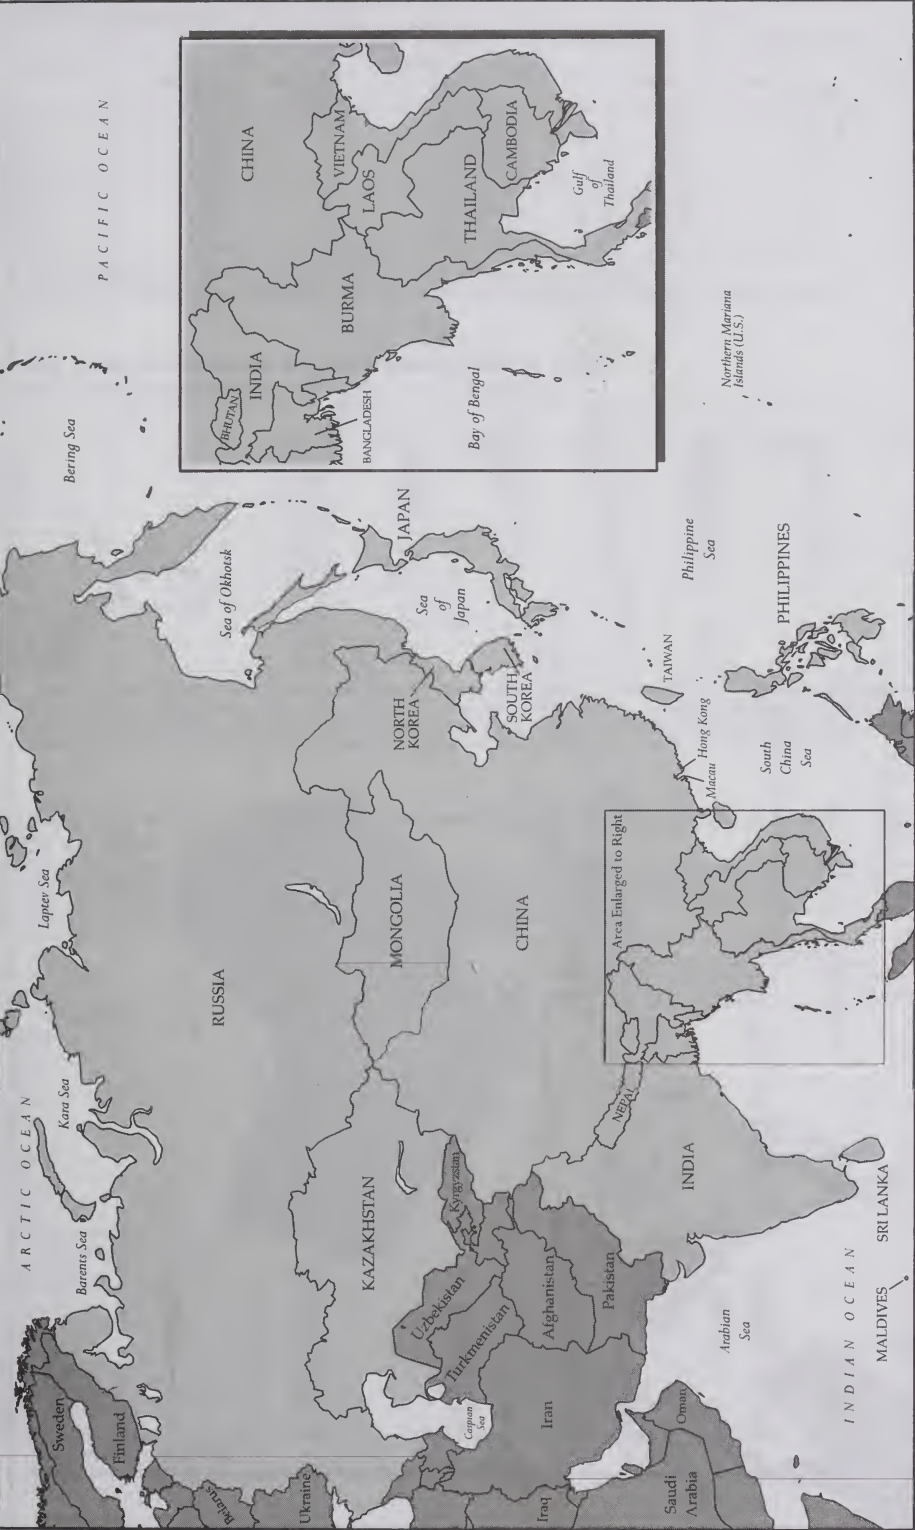 ARCTIC OCEAN
Barents Sea
Kara Sea
Laptev Sea
Bering Sea
PACIFIC OCEAN
Sweden
Finland
Belarus
Ukraine
RUSSIA
Sea of Okhotsk
KAZAKHSTAN
MONGOLIA
NORTH
KOREA
Sea
of
Japan
JAPAN
Uzbekistan
Kyrgyzstan
Turkmenistan
Caspian
Sea
CHINA
SOUTH
KOREA
Iraq
Iran
Afghanistan
Pakistan
NEPAL
Area Enlarged to Right
TAIWAN
Hong Kong
Macau
Philippine
Sea
Northern Mariana
Islands (U.S.)
Saudi
Arabia
Oman
Arabian
Sea
INDIA
South
China
Sea
PHILIPPINES
INDIAN OCEAN
MALDIVES
SRI LANKA
CHINA
BHUTAN
INDIA
BANGLADESH
BURMA
VIETNAM
LAOS
THAILAND
CAMBODIA
Bay of Bengal
Gulf
of
Thailand